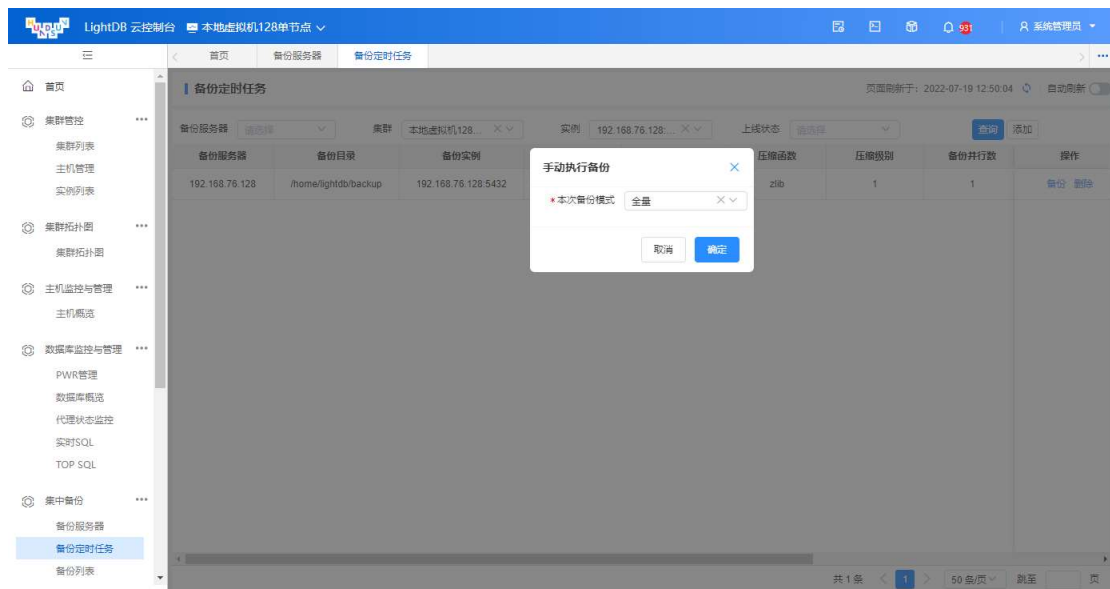 HUNDSUN LightDB 云控制台 本地虚拟机128单节点 931 系统管理员
首页 备份服务器 备份定时任务
首页
集群管控
集群列表
主机管理
实例列表
集群拓扑图
集群拓扑图
主机监控与管理
主机概览
数据库监控与管理
PWR管理
数据库概览
代理状态监控
实时SQL
TOP SQL
集中备份
备份服务器
备份定时任务
备份列表
备份定时任务 页面刷新于：2022-07-19 12:50:04 自动刷新
备份服务器 请选择 集群 本地虚拟机128... 实例 192.168.76.128:... 上线状态 请选择 查询 添加
备份服务器 备份目录 备份实例 压缩函数 压缩级别 备份并行数 操作
192.168.76.128 /home/lightdb/backup 192.168.76.128:5432 zlib 1 1 备份 删除
手动执行备份
*本次备份模式 全量
取消 确定
共1条 1 50条/页 跳至 页